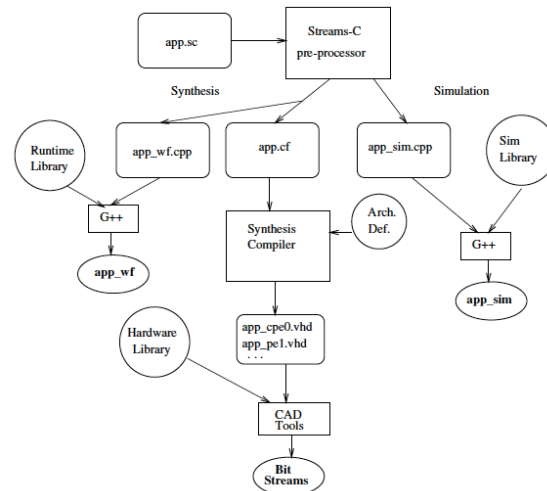 Streams-C
app.sc
pre-processor
Synthesis
Simulation
Runtime
Library
app_wf.cpp
app.cf
app_sim.cpp
Sim
Library
G++
Synthesis
Compiler
Arch.
Def.
G++
app_wf
app_sim
Hardware
Library
app_cpe0.vhd
app_pe1.vhd
. . .
CAD
Tools
Bit
Streams